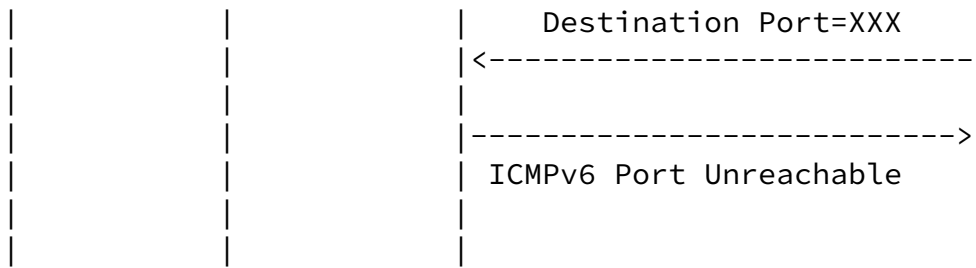 |           |            |    Destination Port=XXX
|           |            |<---------------------------
|           |            |
|           |            |--------------------------->
|           |            | ICMPv6 Port Unreachable
|           |            |
|           |            |